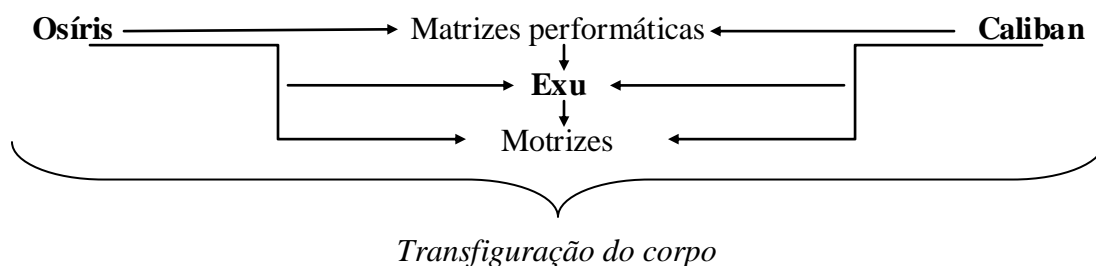 Osíris Matrizes performáticas Caliban
Exu
Motrizes
Transfiguração do corpo